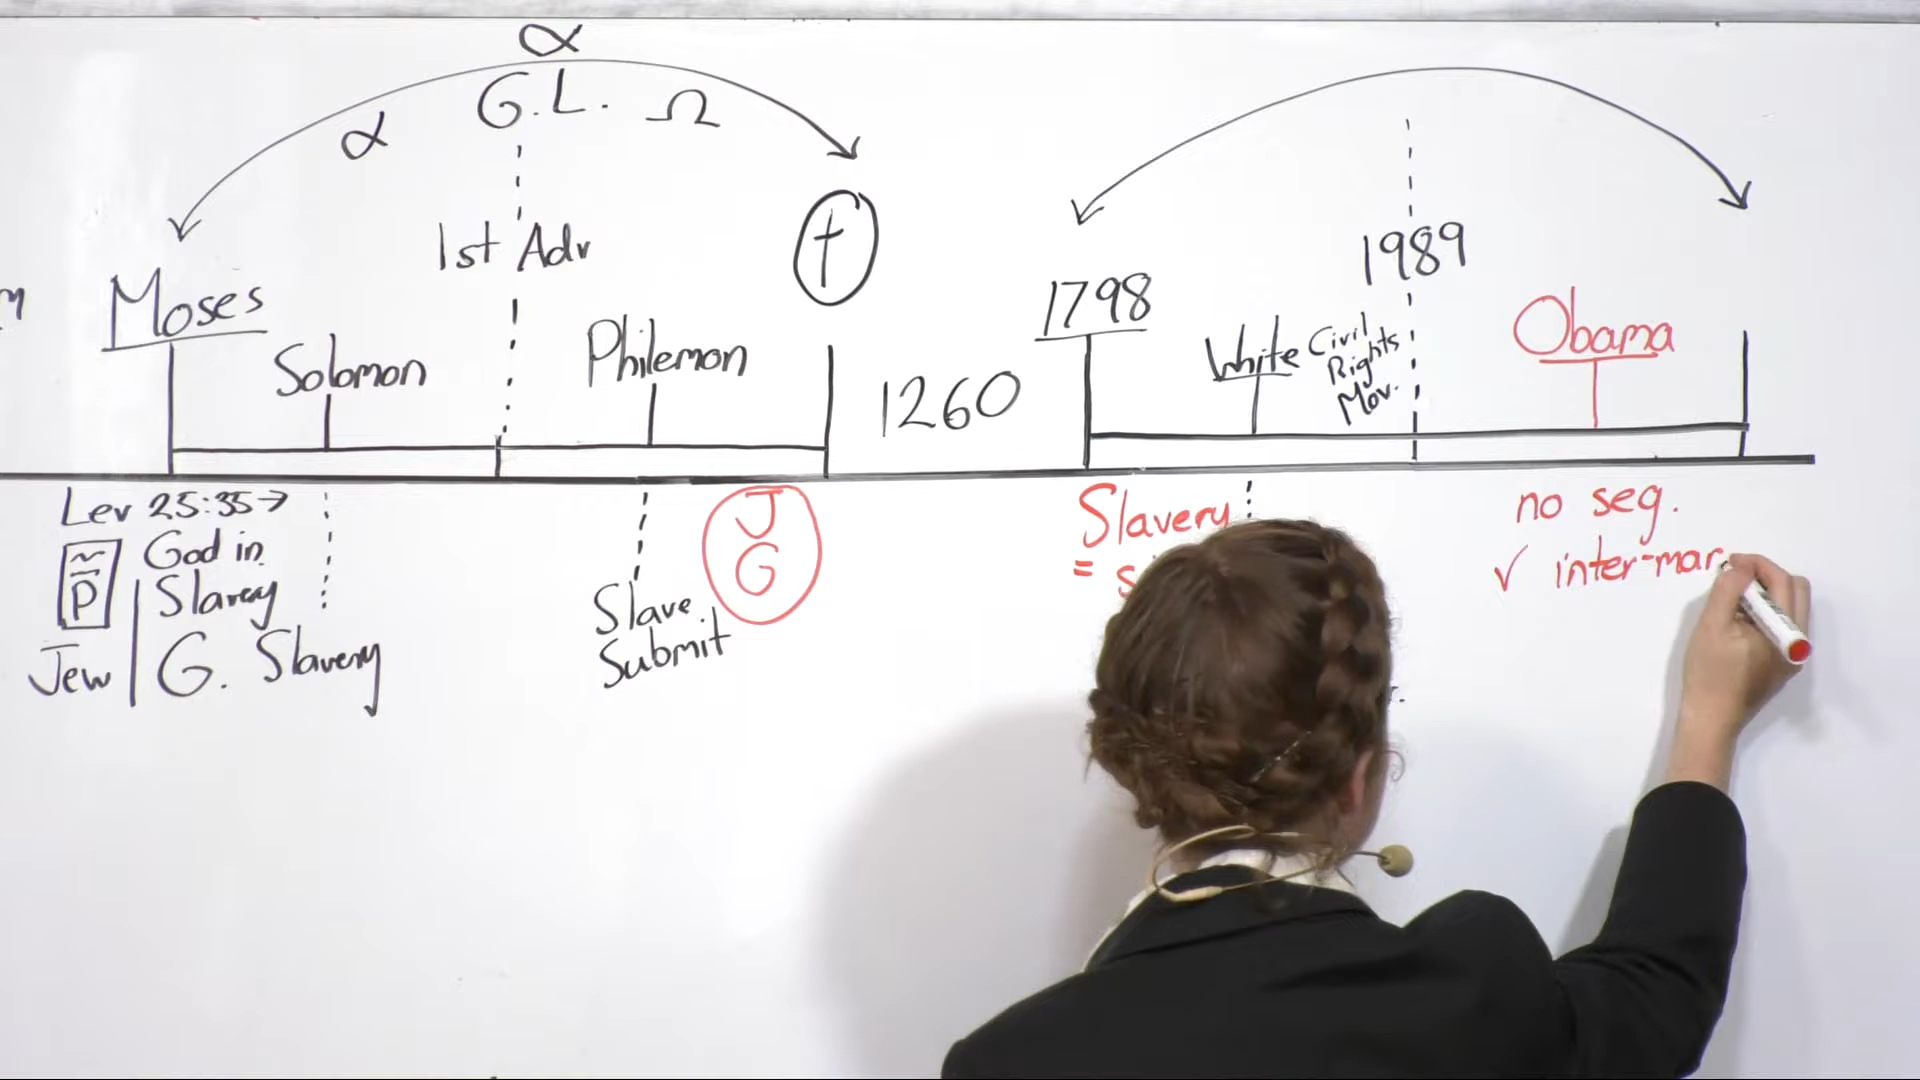 α
G.L.
α
Ω
1st Adv
Moses
Solomon
Philemon
†
1260
1798
White
Civil
Rights
Mov.
1989
Obama
Lev 25:35→
God in
Slavery
P
Jew
G. Slavery
Slave
Submit
J
G
Slavery
=
no seg.
✓ inter-mar